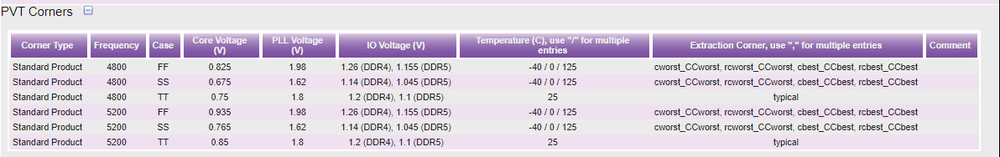 PVT Corners
Corner Type Frequency Case Core Voltage (V) PLL Voltage (V) IO Voltage (V) Temperature (C), use "/" for multiple entries Extraction Corner, use "," for multiple entries Comment
Standard Product 4800 FF 0.825 1.98 1.26 (DDR4), 1.155 (DDR5) -40 / 0 / 125 cworst_CCworst, rcworst_CCworst, cbest_CCbest, rcbest_CCbest
Standard Product 4800 SS 0.675 1.62 1.14 (DDR4), 1.045 (DDR5) -40 / 0 / 125 cworst_CCworst, rcworst_CCworst, cbest_CCbest, rcbest_CCbest
Standard Product 4800 TT 0.75 1.8 1.2 (DDR4), 1.1 (DDR5) 25 typical
Standard Product 5200 FF 0.935 1.98 1.26 (DDR4), 1.155 (DDR5) -40 / 0 / 125 cworst_CCworst, rcworst_CCworst, cbest_CCbest, rcbest_CCbest
Standard Product 5200 SS 0.765 1.62 1.14 (DDR4), 1.045 (DDR5) -40 / 0 / 125 cworst_CCworst, rcworst_CCworst, cbest_CCbest, rcbest_CCbest
Standard Product 5200 TT 0.85 1.8 1.2 (DDR4), 1.1 (DDR5) 25 typical